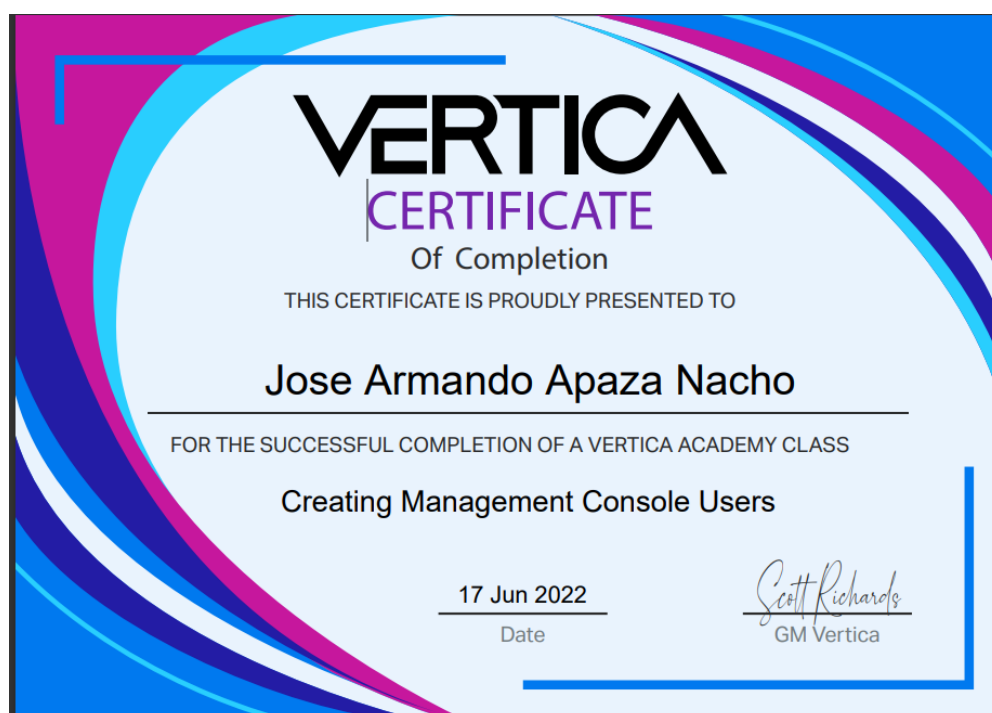 VERTICA
CERTIFICATE
Of Completion
THIS CERTIFICATE IS PROUDLY PRESENTED TO
Jose Armando Apaza Nacho
FOR THE SUCCESSFUL COMPLETION OF A VERTICA ACADEMY CLASS
Creating Management Console Users
17 Jun 2022
Date
Scott Richards
GM Vertica